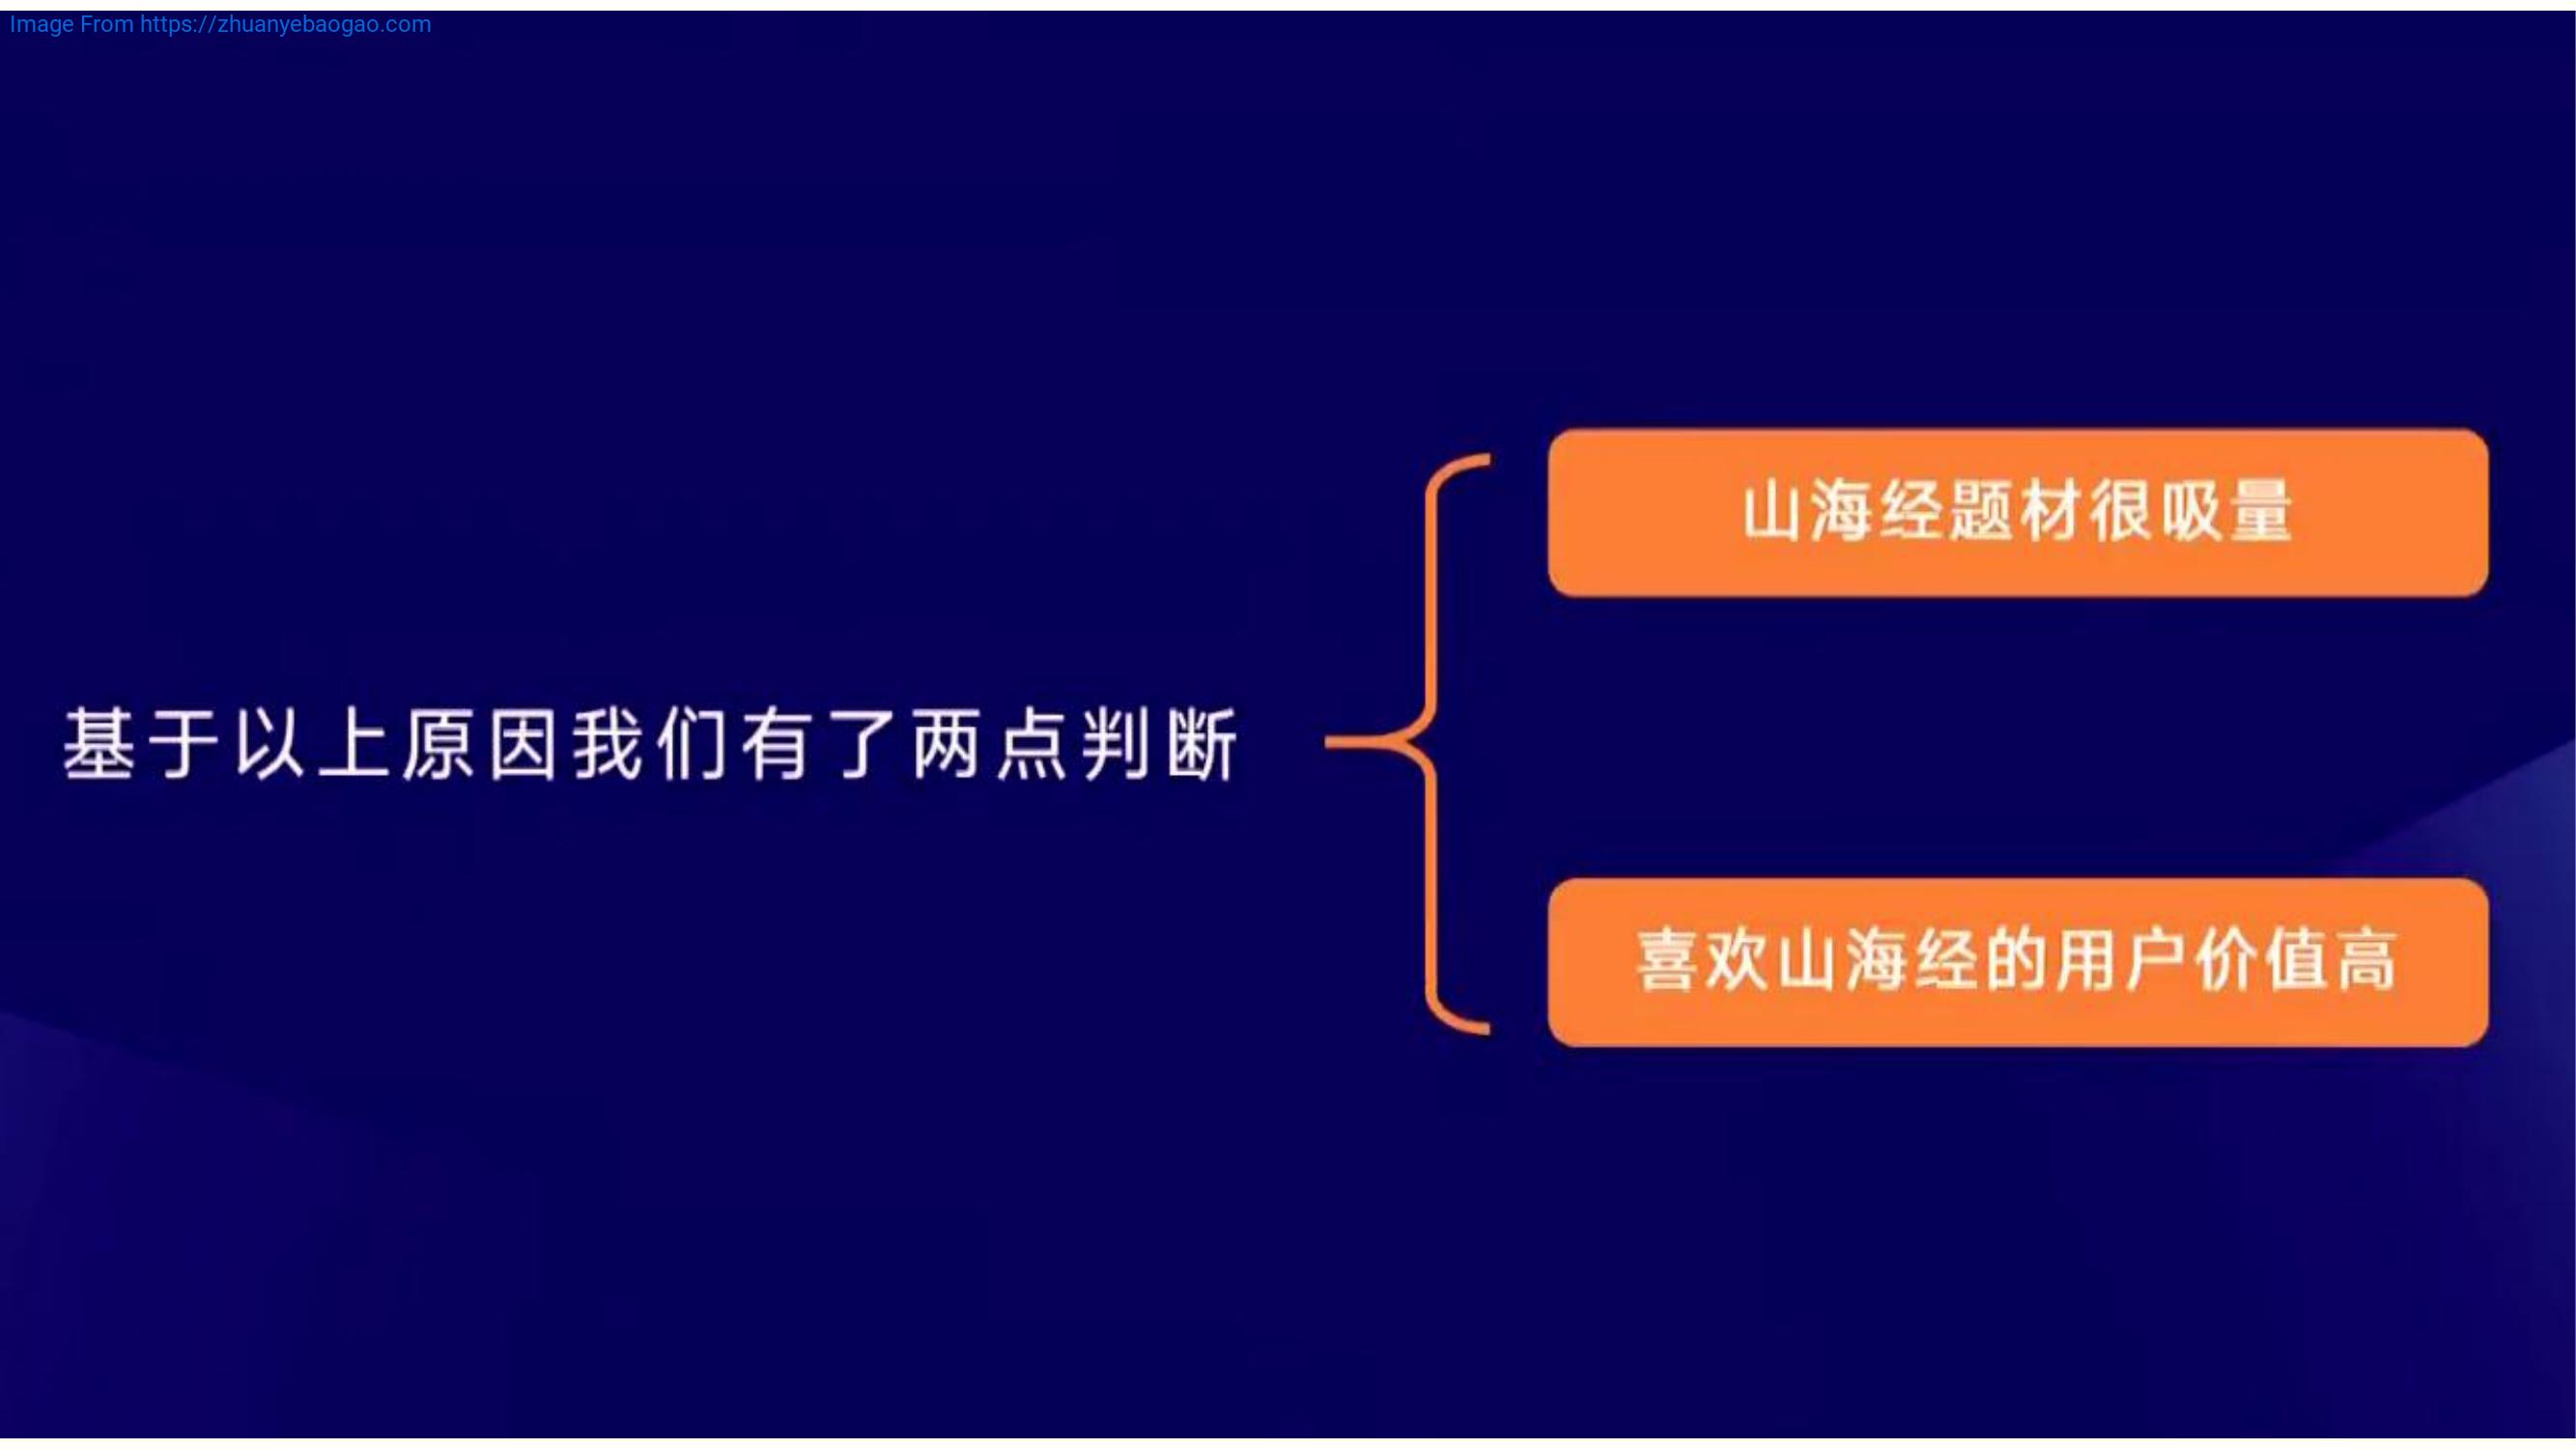 Image From https://zhuanyebaogao.com
基于以上原因我们有了两点判断
山海经题材很吸量
喜欢山海经的用户价值高